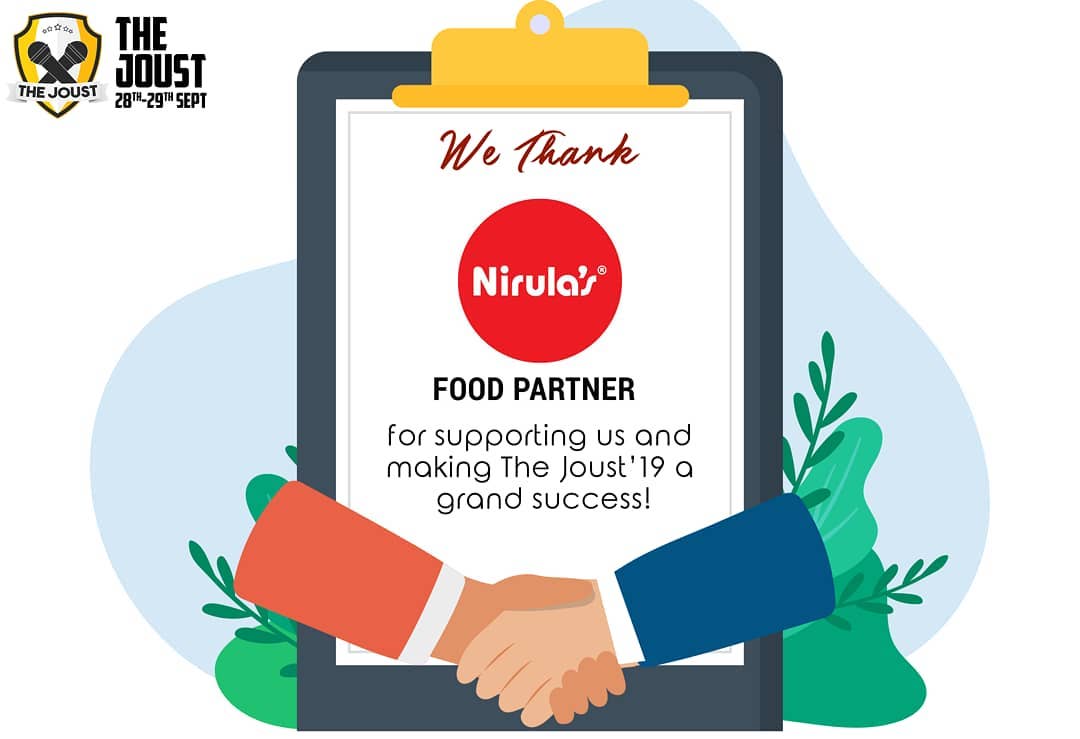 THE JOUST
THE
JOUST
28TH-29TH SEPT
We Thank
Nirula's®
FOOD PARTNER
for supporting us and
making The Joust'19 a
grand success!